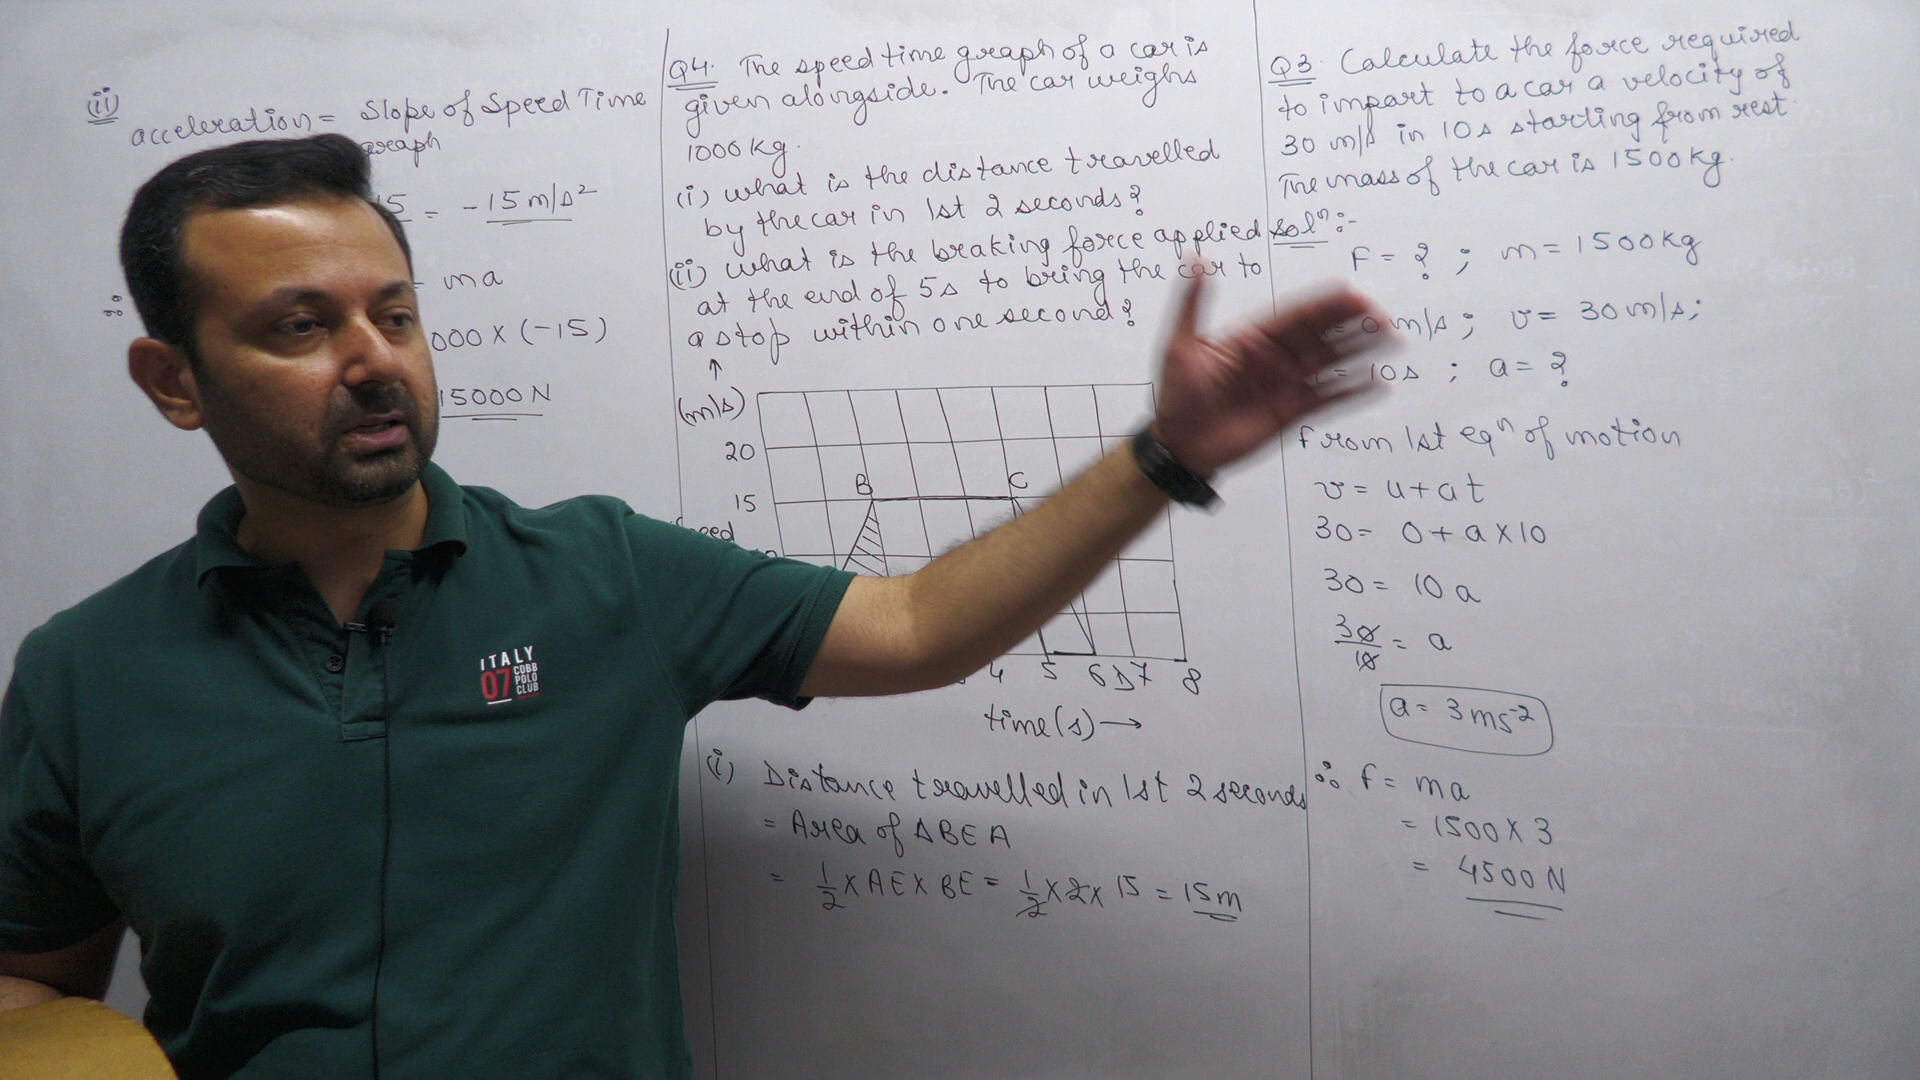 (ii)
acceleration = Slope of Speed Time
graph
15 = -15 m/s²
∴ = ma
000 × (-15)
15000 N
Q4. The speed time graph of a car is
given alongside. The car weighs
1000 kg.
(i) what is the distance travelled
by the car in 1st 2 seconds?
(ii) what is the braking force applied
at the end of 5s to bring the car to
a stop within one second?
↑
(m/s)
20
B C
15
eed
4 5 6 D 7 8
time(s) →
(i) Distance travelled in 1st 2 seconds
= Area of ΔBEA
= 1/2 × AE × BE = 1/2 × 2 × 15 = 15m
Q3. Calculate the force required
to impart to a car a velocity of
30 m/s in 10s starting from rest.
The mass of the car is 1500 kg.
Solⁿ:-
F = ? ; m = 1500 kg
= 0 m/s ; v = 30 m/s;
= 10s ; a = ?
From 1st eqⁿ of motion
v = u + at
30 = 0 + a × 10
30 = 10 a
30/10 = a
a = 3 ms⁻²
∴ F = ma
= 1500 × 3
= 4500 N
ITALY
07 COBB
POLO
CLUB